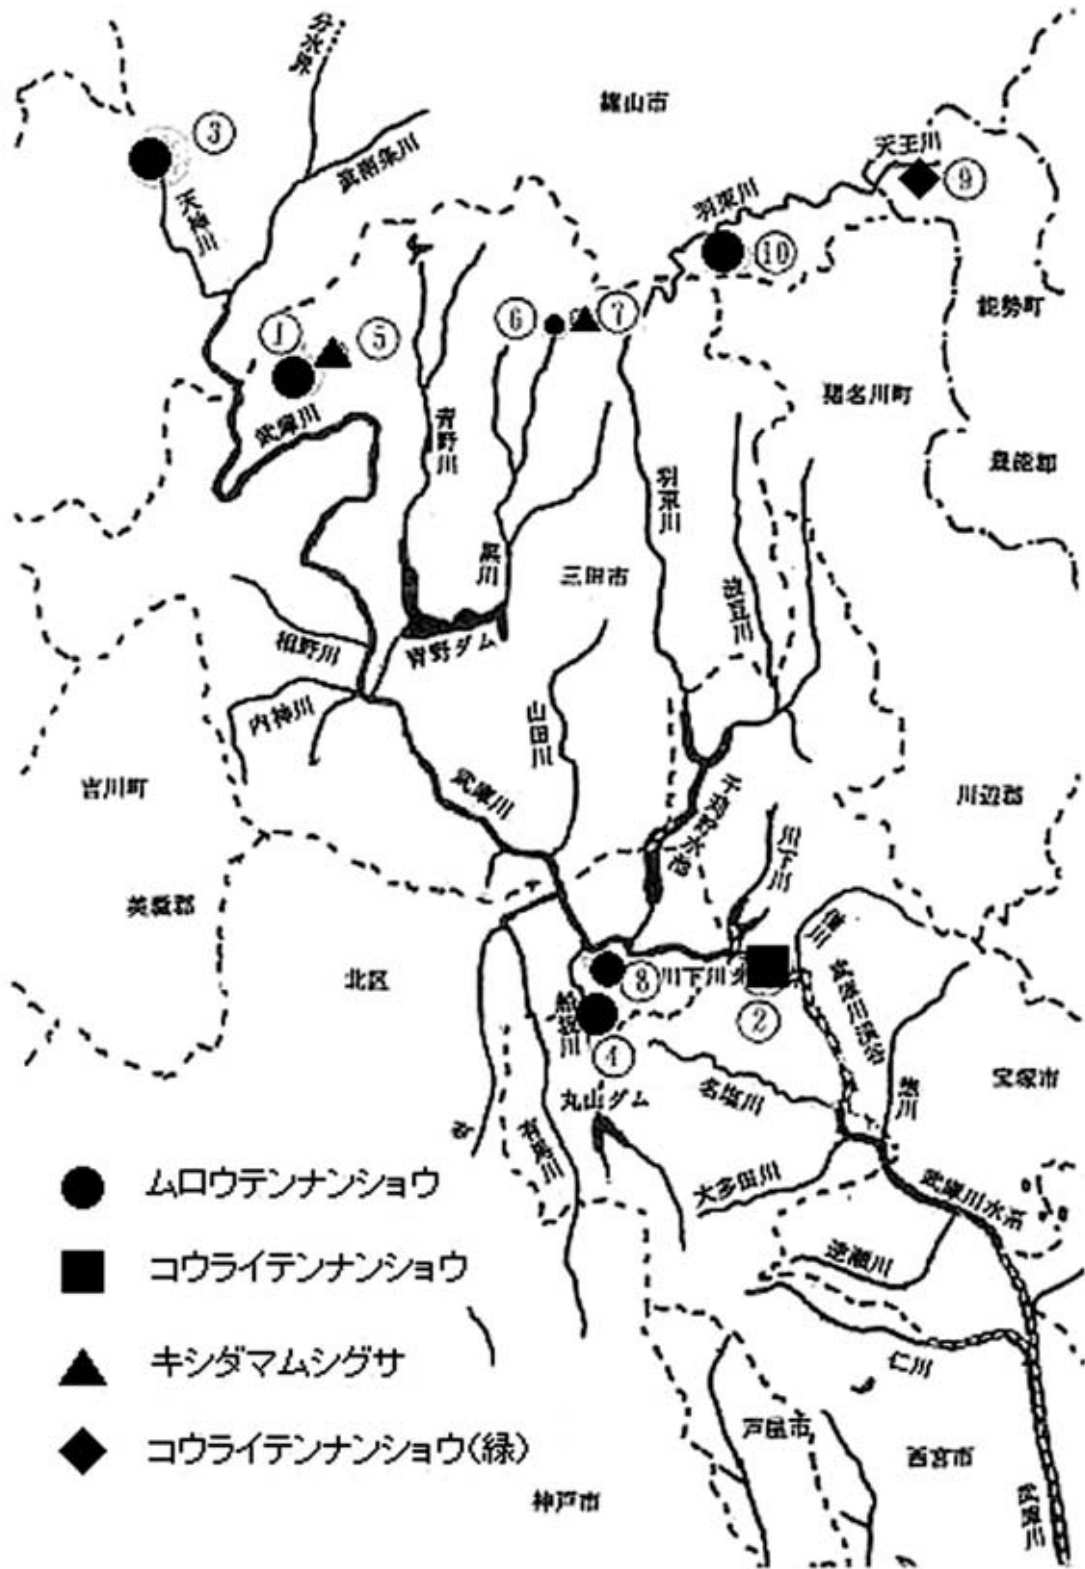 分水界
篠山市
天王川
③
武南条川
⑨
羽束川
天神川
⑩
能勢町
⑥
⑦
①
⑤
猪名川町
武庫川
青野川
豊能郡
羽束川
黒川
三田市
相野川
青野ダム
内神川
山田川
吉川町
武庫川
千苅貯水池
川辺郡
川下川
美嚢郡
北区
⑧
川下川
船坂川
②
武庫川渓谷
④
宝塚市
丸山ダム
名塩川
有馬川
ムロウテンナンショウ
大多田川
武庫川水系
コウライテンナンショウ
逆瀬川
キシダマムシグサ
仁川
コウライテンナンショウ(緑)
西宮市
神戸市
武庫川